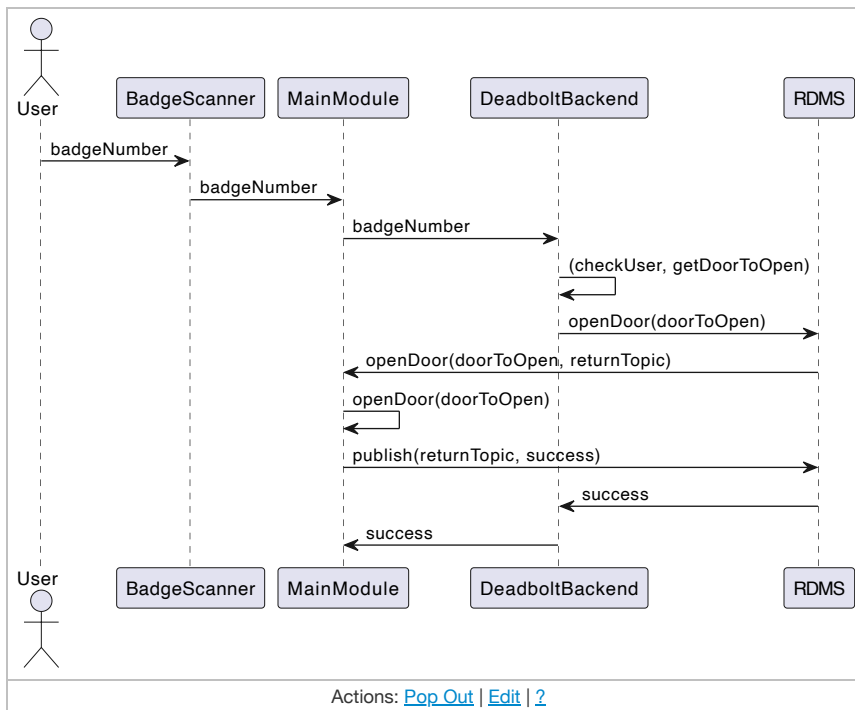 User
BadgeScanner
MainModule
DeadboltBackend
RDMS
badgeNumber
badgeNumber
badgeNumber
(checkUser, getDoorToOpen)
openDoor(doorToOpen)
openDoor(doorToOpen, returnTopic)
openDoor(doorToOpen)
publish(returnTopic, success)
success
success
User
BadgeScanner
MainModule
DeadboltBackend
RDMS
Actions: Pop Out | Edit | ?